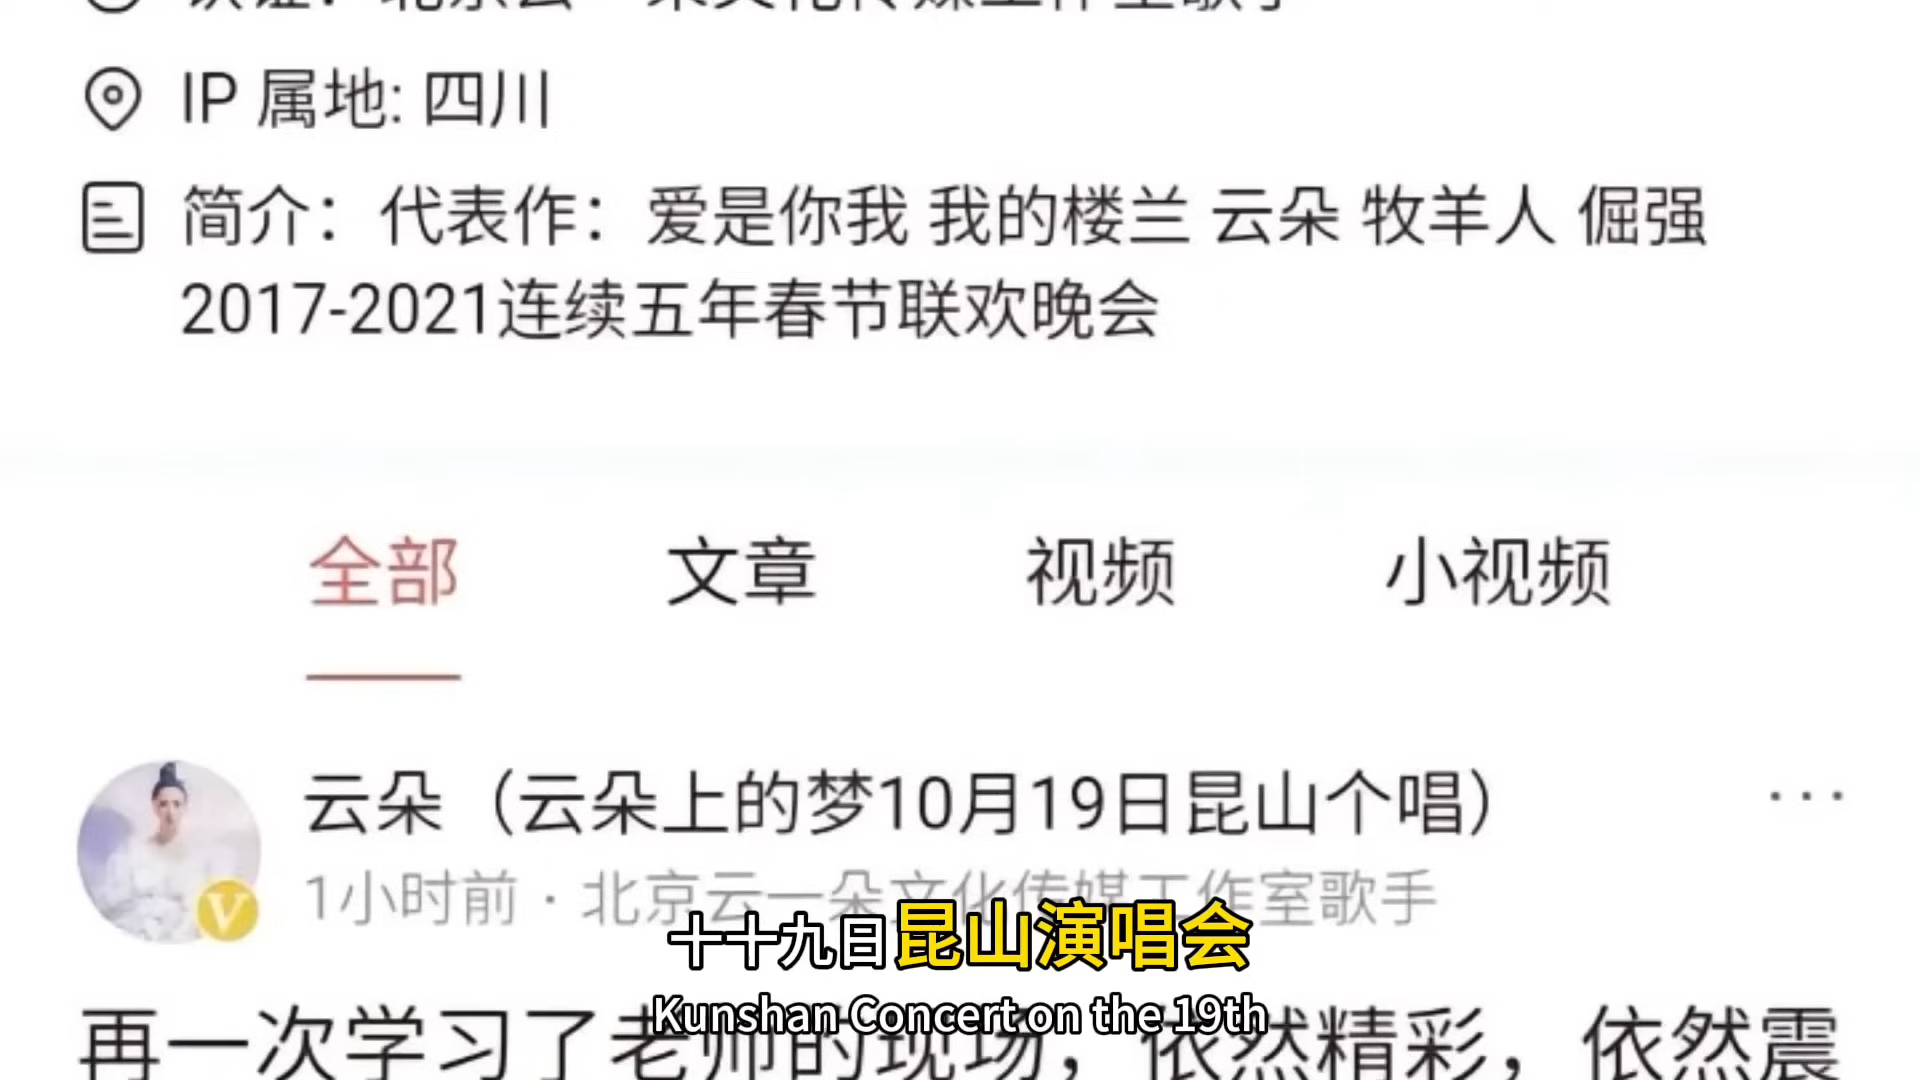 IP 属地: 四川
简介：代表作：爱是你我 我的楼兰 云朵 牧羊人 倔强
2017-2021连续五年春节联欢晚会
全部 文章 视频 小视频
云朵（云朵上的梦10月19日昆山个唱）
···
1小时前 · 北京云一朵文化传媒工作室歌手
V
十十九日昆山演唱会
Kunshan Concert on the 19th
再一次学习了老师的现场，依然精彩，依然震